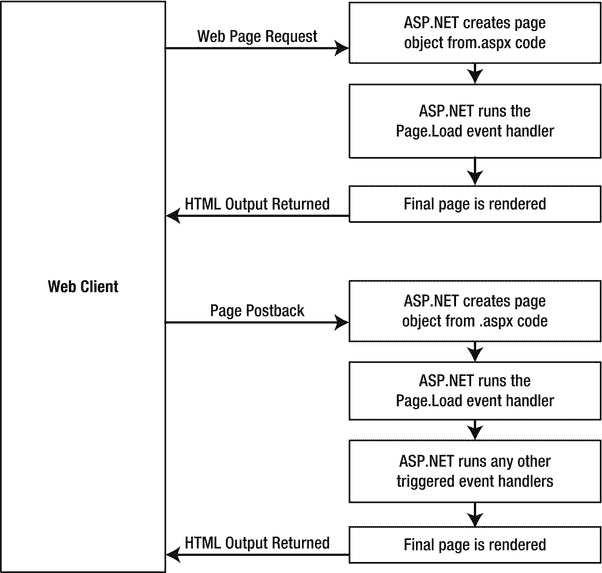 Web Client
Web Page Request
ASP.NET creates page
object from.aspx code
ASP.NET runs the
Page.Load event handler
HTML Output Returned
Final page is rendered
Page Postback
ASP.NET creates page
object from .aspx code
ASP.NET runs the
Page.Load event handler
ASP.NET runs any other
triggered event handlers
HTML Output Returned
Final page is rendered